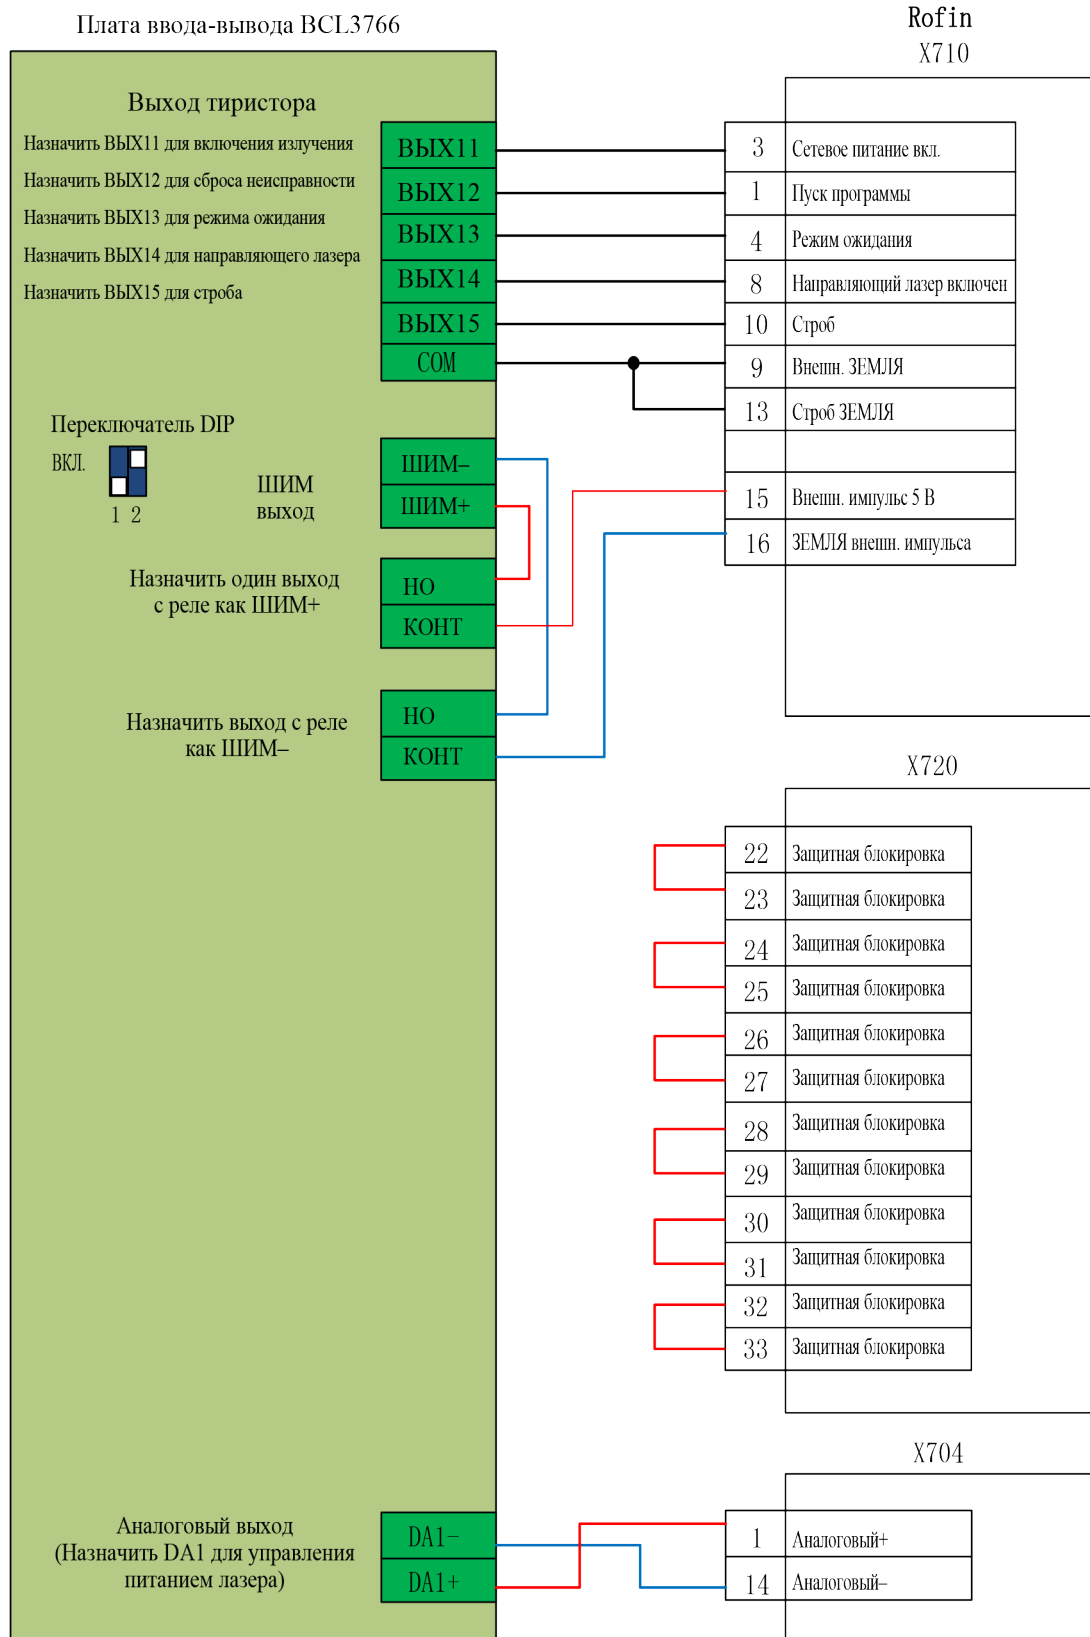 Плата ввода-вывода BCL3766
Rofin
X710
Выход тиристора
Назначить ВЫХ11 для включения излучения
Назначить ВЫХ12 для сброса неисправности
Назначить ВЫХ13 для режима ожидания
Назначить ВЫХ14 для направляющего лазера
Назначить ВЫХ15 для строба
ВЫХ11
ВЫХ12
ВЫХ13
ВЫХ14
ВЫХ15
COM
3 Сетевое питание вкл.
1 Пуск программы
4 Режим ожидания
8 Направляющий лазер включен
10 Строб
9 Внешн. ЗЕМЛЯ
13 Строб ЗЕМЛЯ
15 Внешн. импульс 5 В
16 ЗЕМЛЯ внешн. импульса
Переключатель DIP
ВКЛ.
1 2
ШИМ
выход
ШИМ–
ШИМ+
Назначить один выход
с реле как ШИМ+
НО
КОНТ
Назначить выход с реле
как ШИМ–
НО
КОНТ
X720
22 Защитная блокировка
23 Защитная блокировка
24 Защитная блокировка
25 Защитная блокировка
26 Защитная блокировка
27 Защитная блокировка
28 Защитная блокировка
29 Защитная блокировка
30 Защитная блокировка
31 Защитная блокировка
32 Защитная блокировка
33 Защитная блокировка
X704
Аналоговый выход
(Назначить DA1 для управления
питанием лазера)
DA1−
DA1+
1 Аналоговый+
14 Аналоговый–